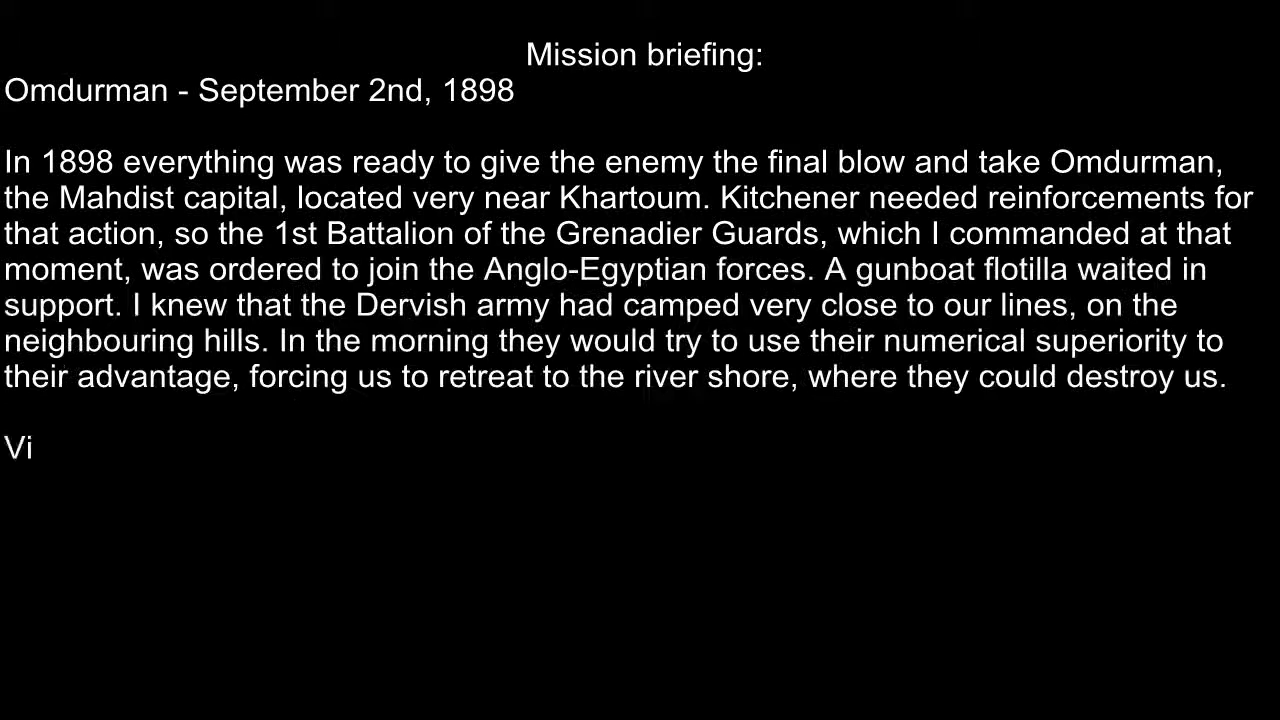 Mission briefing:
Omdurman - September 2nd, 1898
In 1898 everything was ready to give the enemy the final blow and take Omdurman,
the Mahdist capital, located very near Khartoum. Kitchener needed reinforcements for
that action, so the 1st Battalion of the Grenadier Guards, which I commanded at that
moment, was ordered to join the Anglo-Egyptian forces. A gunboat flotilla waited in
support. I knew that the Dervish army had camped very close to our lines, on the
neighbouring hills. In the morning they would try to use their numerical superiority to
their advantage, forcing us to retreat to the river shore, where they could destroy us.
Vi